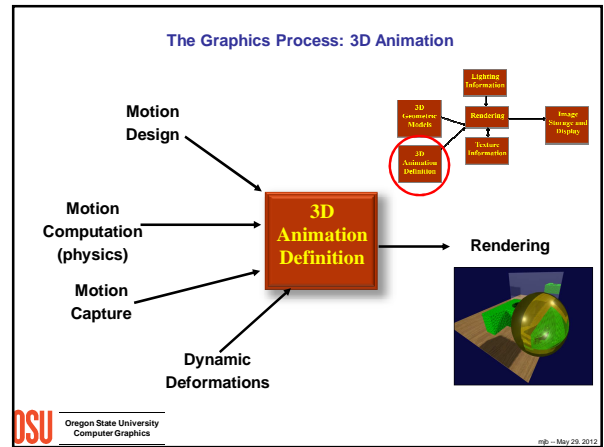 The Graphics Process: 3D Animation
Lighting
Information
3D
Geometric
Models
Rendering
Image
Storage and
Display
3D
Animation
Definition
Texture
Information
Motion
Design
Motion
Computation
(physics)
Motion
Capture
Dynamic
Deformations
3D
Animation
Definition
Rendering
OSU
Oregon State University
Computer Graphics
mjb -- May 29, 2012